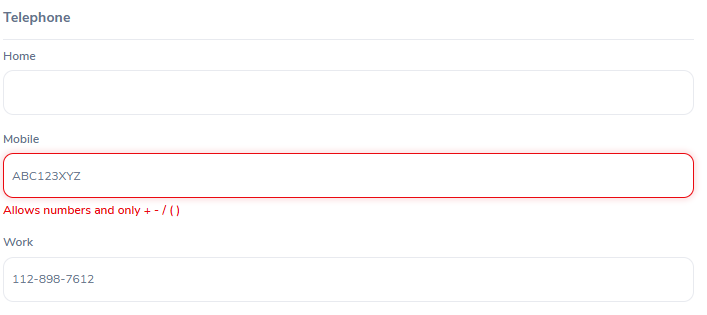 Telephone
Home
Mobile
ABC123XYZ
Allows numbers and only + - / ( )
Work
112-898-7612